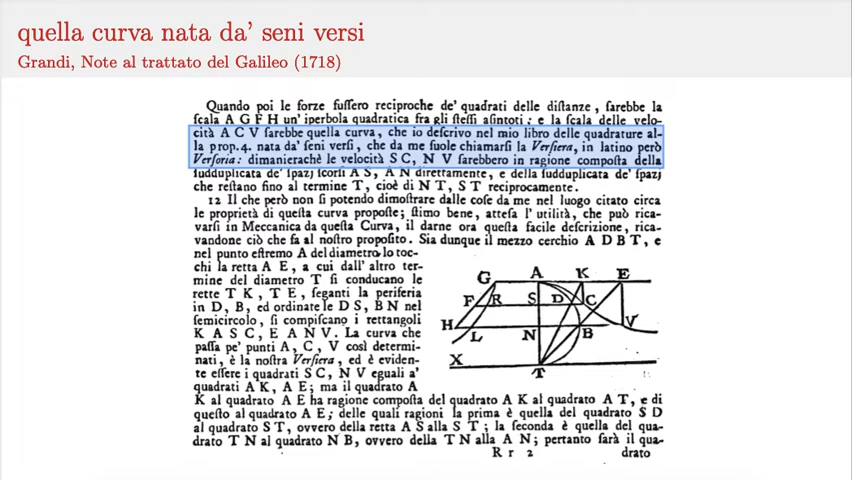 quella curva nata da’ seni versi
Grandi, Note al trattato del Galileo (1718)
Quando poi le forze fuſſero reciproche de' quadrati delle diſtanze, ſarebbe la
ſcala A G F H un'iperbola quadratica fra gli ſteſſi aſintoti: e la ſcala delle velo-
cità A C V ſarebbe quella curva, che io deſcrivo nel mio libro delle quadrature al-
la prop.4. nata da' ſeni verſi, che da me ſuole chiamarſi la Verſiera, in latino però
Verſoria: dimanierachè le velocità S C, N V ſarebbero in ragione compoſta della
ſudduplicata de' ſpazj ſcorſi A S, A N direttamente, e della ſudduplicata de' ſpazj
che reſtano fino al termine T, cioè di N T, S T reciprocamente.
12 Il che però non ſi potendo dimoſtrare dalle coſe da me nel luogo citato circa
le proprietà di queſta curva propoſte; ſtimo bene, atteſa l' utilità, che può rica-
varſi in Meccanica da queſta Curva, il darne ora queſta facile deſcrizione, rica-
vandone ciò che fa al noſtro propoſito. Sia dunque il mezzo cerchio A D B T, e
nel punto eſtremo A del diametro lo toc-
chi la retta A E, a cui dall' altro ter-
mine del diametro T ſi conducano le
rette T K, T E, ſeganti la periferia
in D, B, ed ordinate le D S, B N nel
ſemicircolo, ſi compiſcano i rettangoli
K A S C, E A N V. La curva che
paſſa pe' punti A, C, V così determi-
nati, è la noſtra Verſiera, ed è eviden-
te eſſere i quadrati S C, N V eguali a'
quadrati A K, A E; ma il quadrato A
K al quadrato A E ha ragione compoſta del quadrato A K al quadrato A T, e di
queſto al quadrato A E; delle quali ragioni la prima è quella del quadrato S D
al quadrato S T, ovvero della retta A S alla S T; la ſeconda è quella del qua-
drato T N al quadrato N B, ovvero della T N alla A N; pertanto ſarà il qua-
R r 2 drato
G A K E
F R S D C
H L N B V
X T